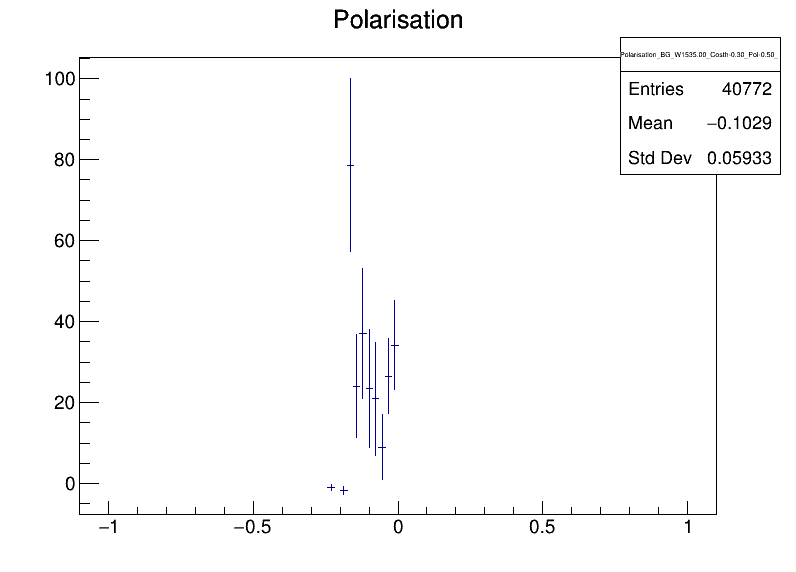 Polarisation
Polarisation_BG_W1535.00_Costh-0.30_Pol-0.50_
Entries 40772
Mean −0.1029
Std Dev 0.05933
100
80
60
40
20
0
−1 −0.5 0 0.5 1